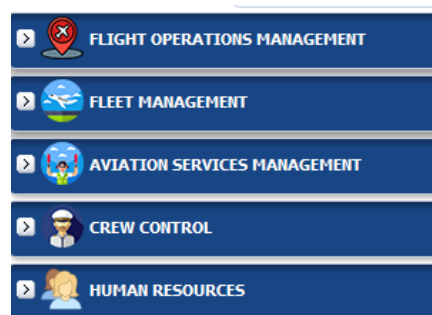 FLIGHT OPERATIONS MANAGEMENT
FLEET MANAGEMENT
AVIATION SERVICES MANAGEMENT
CREW CONTROL
HUMAN RESOURCES